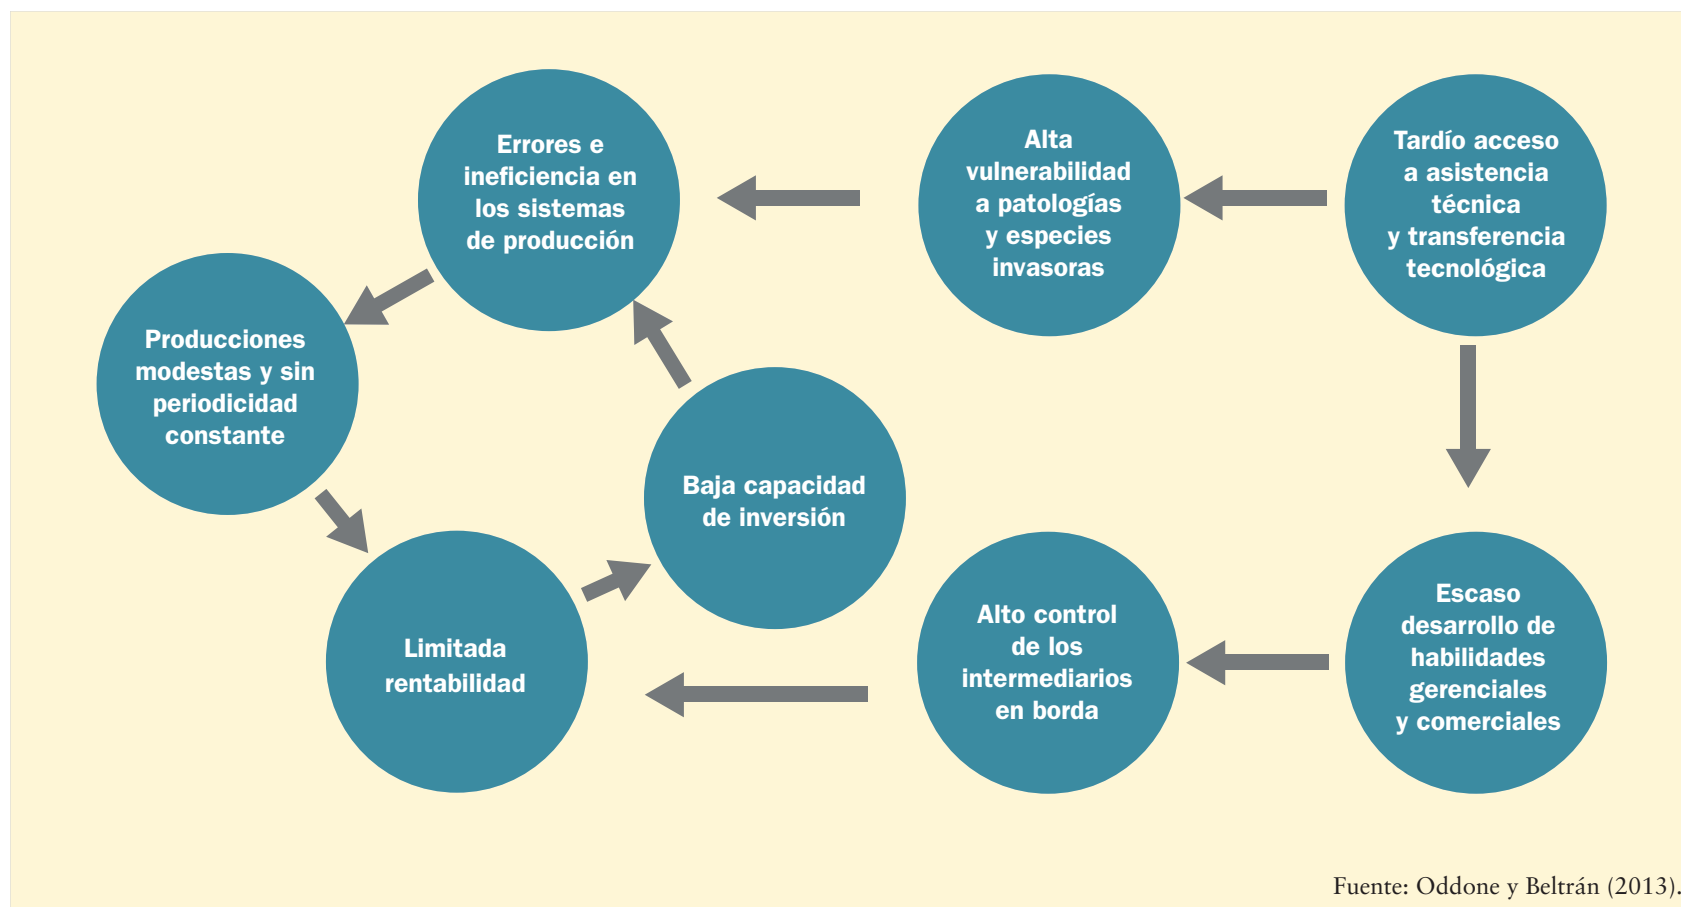 Errores e
ineficiencia en
los sistemas
de producción
Alta
vulnerabilidad
a patologías
y especies
invasoras
Tardío acceso
a asistencia
técnica
y transferencia
tecnológica
Producciones
modestas y sin
periodicidad
constante
Baja capacidad
de inversión
Limitada
rentabilidad
Alto control
de los
intermediarios
en borda
Escaso
desarrollo de
habilidades
gerenciales
y comerciales
Fuente: Oddone y Beltrán (2013).